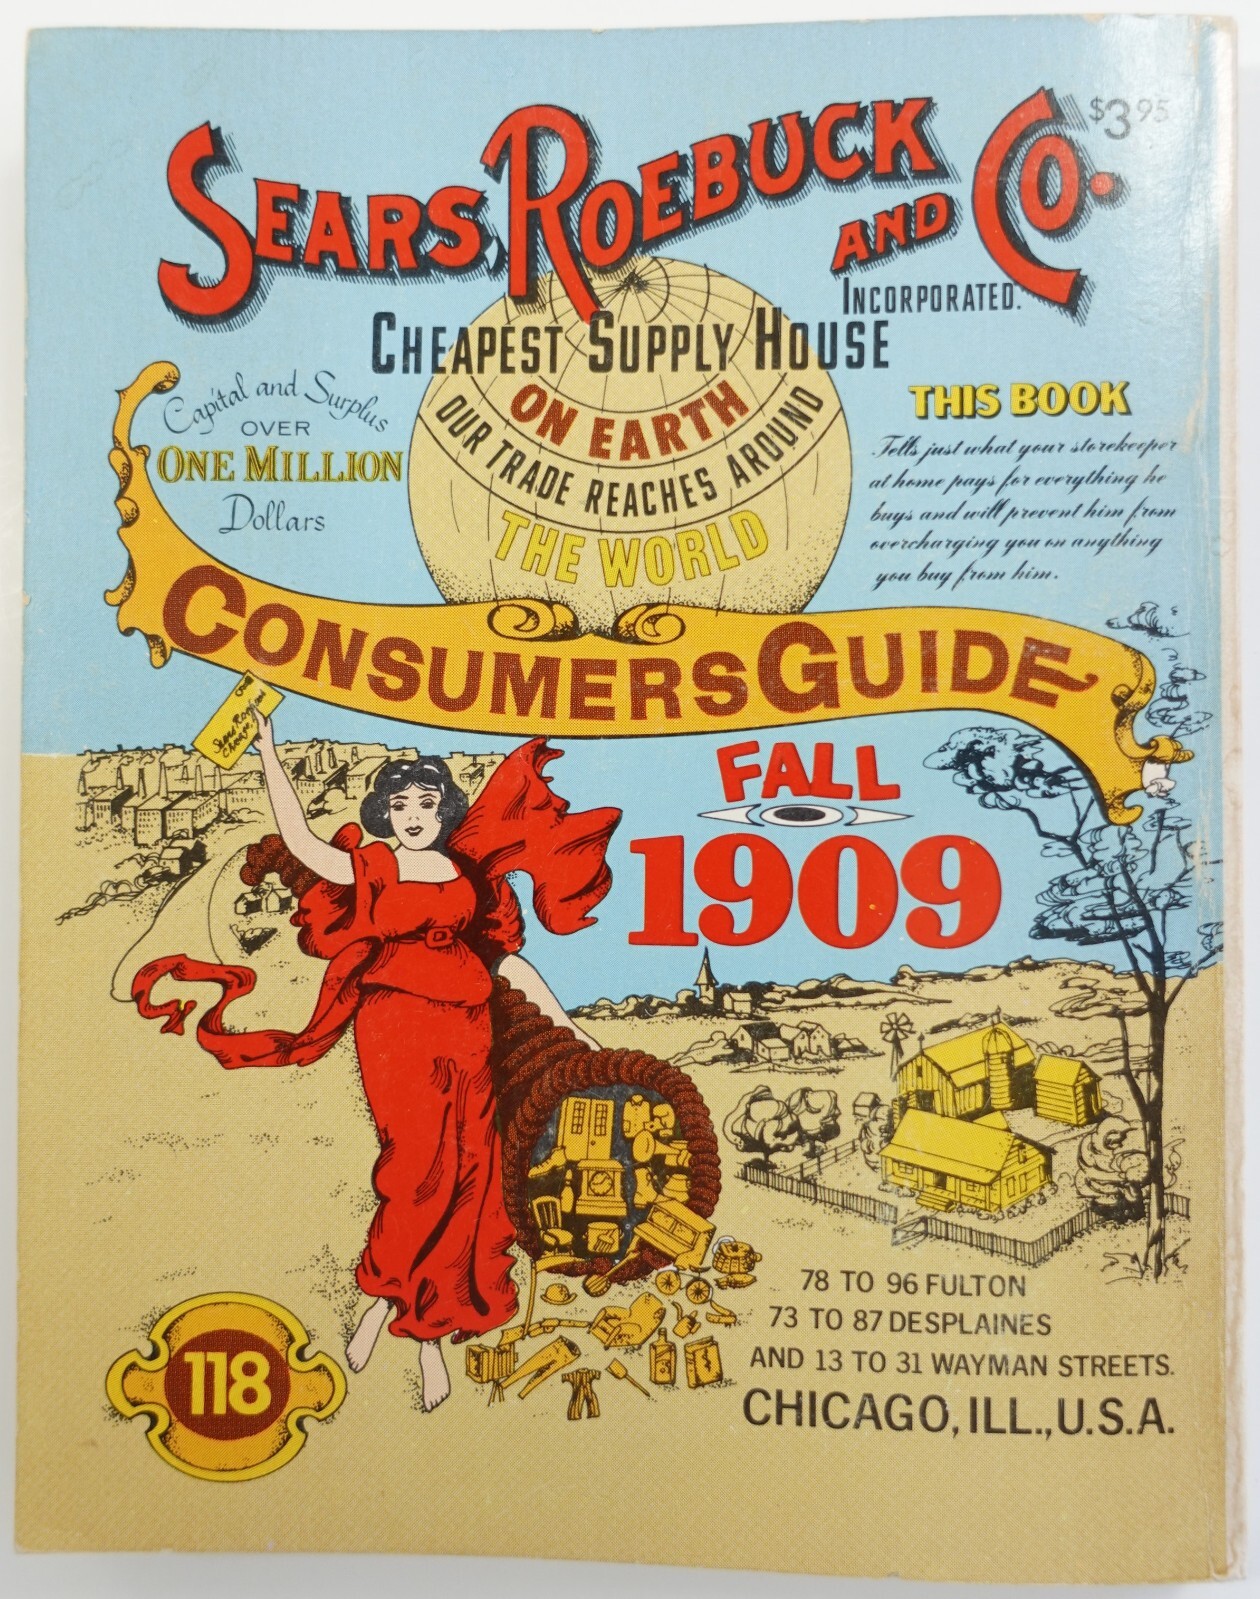 $3.95
SEARS, ROEBUCK AND CO.
INCORPORATED.
CHEAPEST SUPPLY HOUSE
ON EARTH
OUR TRADE REACHES AROUND
THE WORLD
Capital and Surplus
OVER
ONE MILLION
Dollars
THIS BOOK
Tells just what your storekeeper
at home pays for everything he
buys and will prevent him from
overcharging you on anything
you buy from him.
CONSUMERS GUIDE
FALL
1909
78 TO 96 FULTON
73 TO 87 DESPLAINES
AND 13 TO 31 WAYMAN STREETS.
CHICAGO, ILL., U.S.A.
118